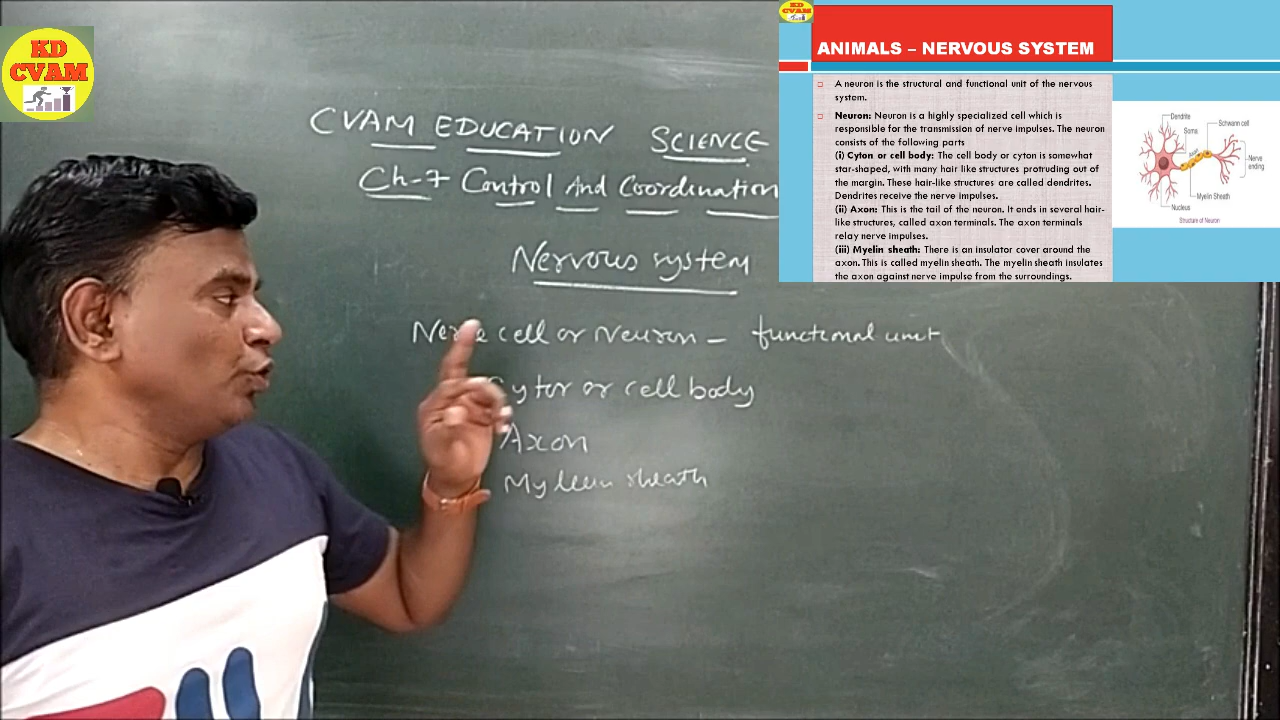 KD
CVAM
CVAM EDUCATION SCIENCE
Ch-7 Control And Coordination
Nervous system
Nerve cell or Neuron - functional unit
Cyton or cell body
Axon
Myleen sheath
KD
CVAM
ANIMALS – NERVOUS SYSTEM
A neuron is the structural and functional unit of the nervous
system.
Neuron: Neuron is a highly specialized cell which is
responsible for the transmission of nerve impulses. The neuron
consists of the following parts
(i) Cyton or cell body: The cell body or cyton is somewhat
star-shaped, with many hair like structures protruding out of
the margin. These hair-like structures are called dendrites.
Dendrites receive the nerve impulses.
(ii) Axon: This is the tail of the neuron. It ends in several hair-
like structures, called axon terminals. The axon terminals
relay nerve impulses.
(iii) Myelin sheath: There is an insulator cover around the
axon. This is called myelin sheath. The myelin sheath insulates
the axon against nerve impulse from the surroundings.
Dendrite
Soma
Schwann cell
Axon
Nerve
ending
Myelin Sheath
Nucleus
Structure of Neuron